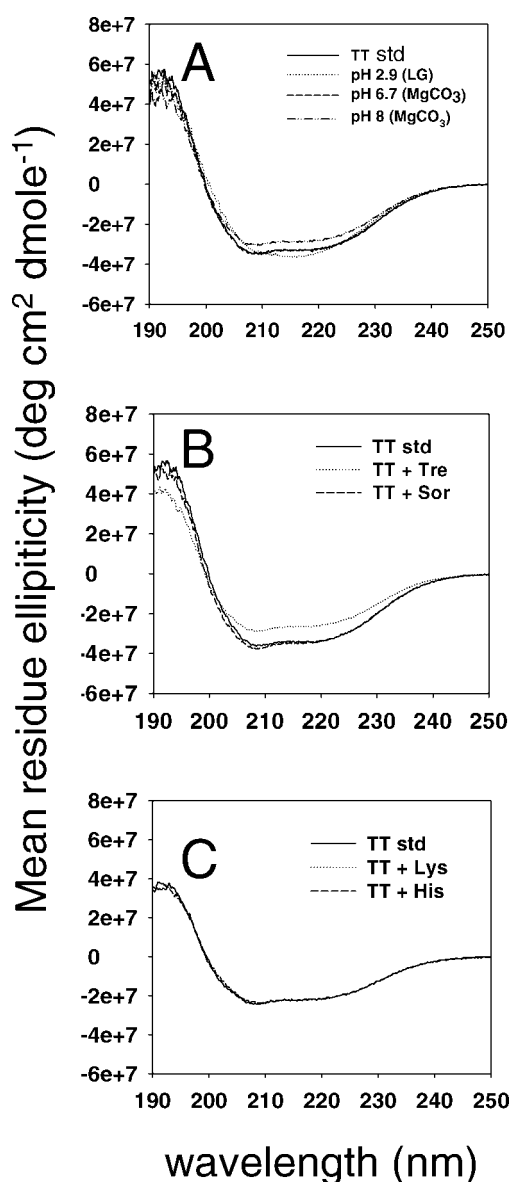 Mean residue ellipiticity (deg cm² dmole⁻¹)
A
TT std
pH 2.9 (LG)
pH 6.7 (MgCO3)
pH 8 (MgCO₃)
8e+7
6e+7
4e+7
2e+7
0
-2e+7
-4e+7
-6e+7
190 200 210 220 230 240 250
B
TT std
TT + Tre
TT + Sor
8e+7
6e+7
4e+7
2e+7
0
-2e+7
-4e+7
-6e+7
190 200 210 220 230 240 250
C
TT std
TT + Lys
TT + His
8e+7
6e+7
4e+7
2e+7
0
-2e+7
-4e+7
-6e+7
190 200 210 220 230 240 250
wavelength (nm)